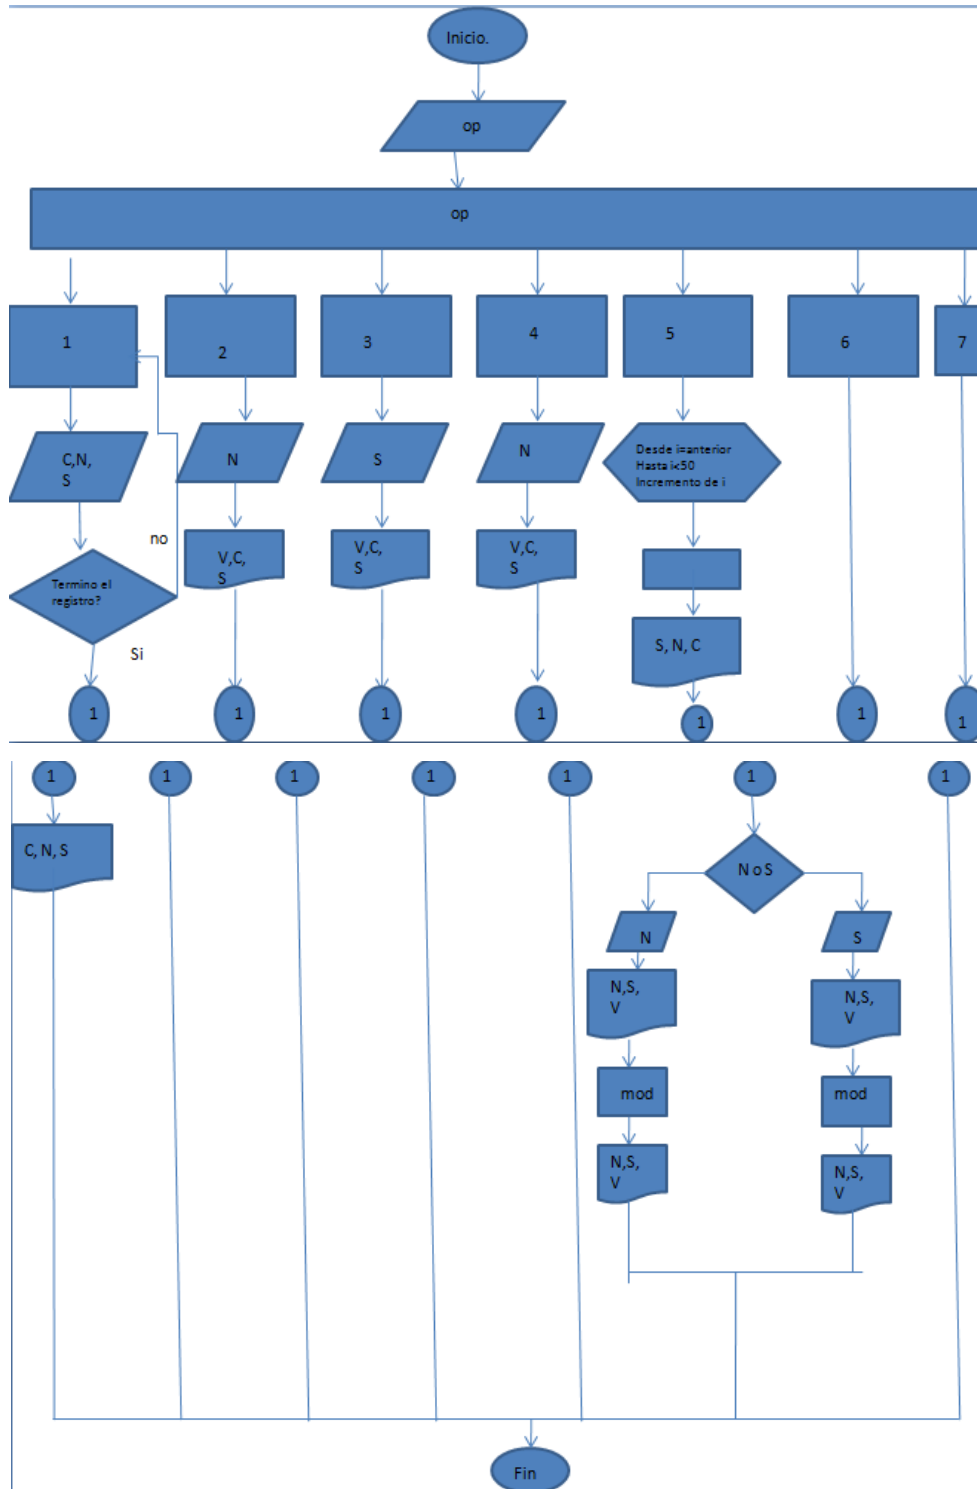 Inicio.
op
op
1
2
3
4
5
6
7
C,N,
S
N
S
N
Desde i=anterior
Hasta i<50
Incremento de i
no
Termino el
registro?
V,C,
S
V,C,
S
V,C,
S
S, N, C
Si
1
1
1
1
1
1
1
1
1
1
1
1
1
1
C, N, S
N o S
N
S
N,S,
V
N,S,
V
mod
mod
N,S,
V
N,S,
V
Fin